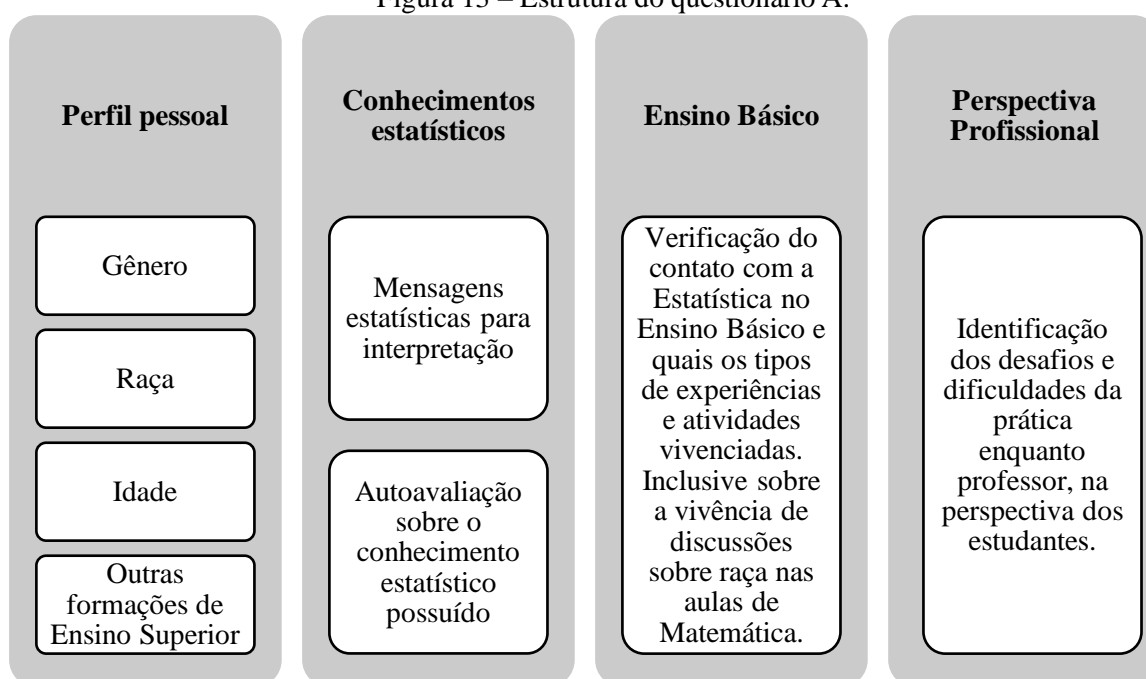 Figura 13 – Estrutura do questionário A.
Perfil pessoal
Gênero
Raça
Idade
Outras
formações de
Ensino Superior
Conhecimentos
estatísticos
Mensagens
estatísticas para
interpretação
Autoavaliação
sobre o
conhecimento
estatístico
possuído
Ensino Básico
Verificação do
contato com a
Estatística no
Ensino Básico e
quais os tipos
de experiências
e atividades
vivenciadas.
Inclusive sobre
a vivência de
discussões
sobre raça nas
aulas de
Matemática.
Perspectiva
Profissional
Identificação
dos desafios e
dificuldades da
prática
enquanto
professor, na
perspectiva dos
estudantes.